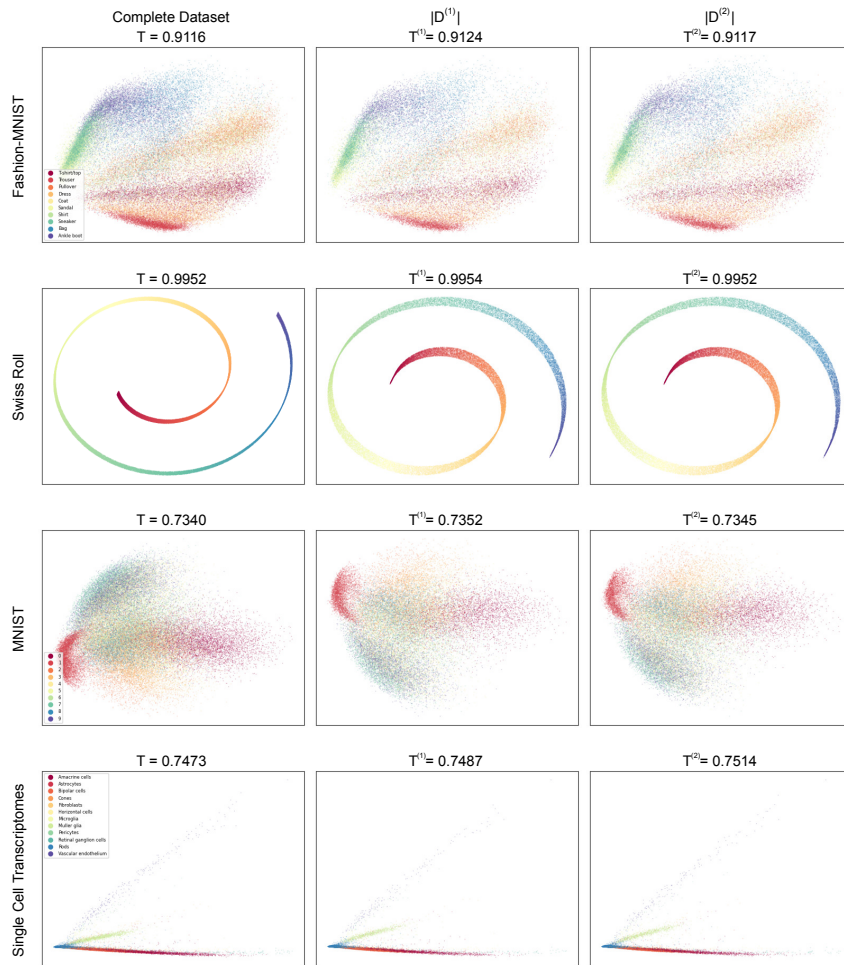 Complete Dataset
|D(1)|
|D(2)|
Fashion-MNIST
T = 0.9116
T(1)= 0.9124
T(2)= 0.9117
T-shirt/top
Trouser
Pullover
Dress
Coat
Sandal
Shirt
Sneaker
Bag
Ankle boot
Swiss Roll
T = 0.9952
T(1)= 0.9954
T(2)= 0.9952
MNIST
T = 0.7340
T(1)= 0.7352
T(2)= 0.7345
0
1
2
3
4
5
6
7
8
9
Single Cell Transcriptomes
T = 0.7473
T(1)= 0.7487
T(2)= 0.7514
Amacrine cells
Astrocytes
Bipolar cells
Cones
Fibroblasts
Horizontal cells
Microglia
Muller glia
Pericytes
Retinal ganglion cells
Rods
Vascular endothelium